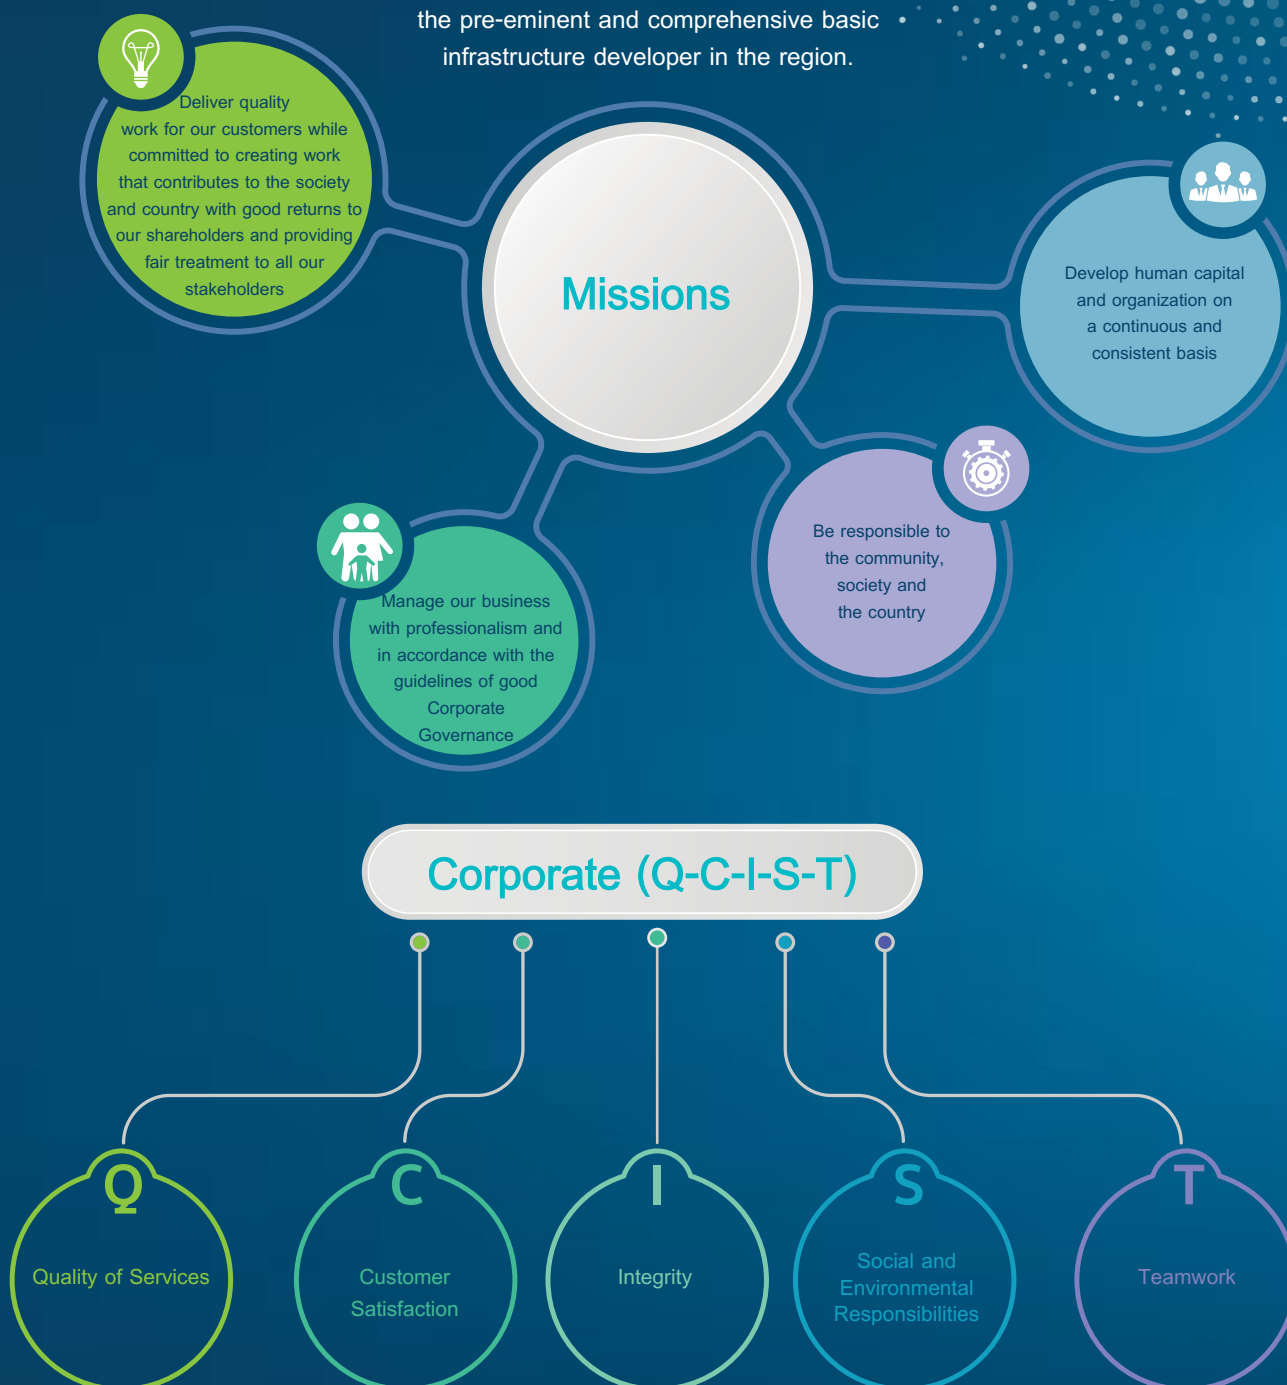 the pre-eminent and comprehensive basic
infrastructure developer in the region.
Deliver quality
work for our customers while
committed to creating work
that contributes to the society
and country with good returns to
our shareholders and providing
fair treatment to all our
stakeholders
Missions
Develop human capital
and organization on
a continuous and
consistent basis
Be responsible to
the community,
society and
the country
Manage our business
with professionalism and
in accordance with the
guidelines of good
Corporate
Governance
Corporate (Q-C-I-S-T)
Q
Quality of Services
C
Customer
Satisfaction
I
Integrity
S
Social and
Environmental
Responsibilities
T
Teamwork